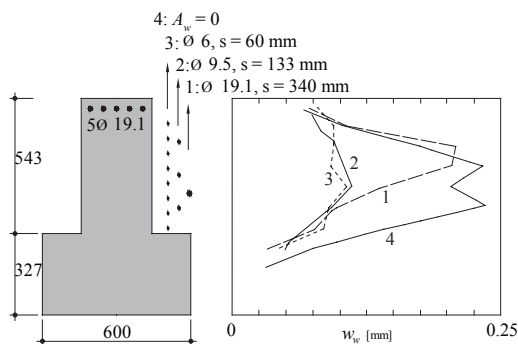 4: A_w = 0
3: Ø 6, s = 60 mm
2: Ø 9.5, s = 133 mm
1: Ø 19.1, s = 340 mm
5Ø 19.1
543
327
600
2
3
1
4
0
w_w [mm]
0.25